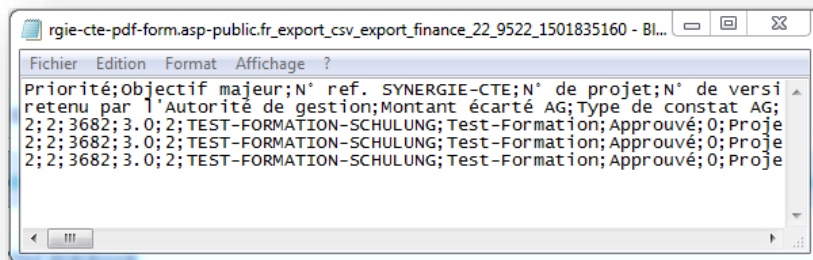 rgie-cte-pdf-form.asp-public.fr_export_csv_export_finance_22_9522_1501835160 - Bl...
Fichier Edition Format Affichage ?
Priorité;Objectif majeur;N° ref. SYNERGIE-CTE;N° de projet;N° de versi
retenu par l'Autorité de gestion;Montant écarté AG;Type de constat AG;
2;2;3682;3.0;2;TEST-FORMATION-SCHULUNG;Test-Formation;Approuvé;0;Proje
2;2;3682;3.0;2;TEST-FORMATION-SCHULUNG;Test-Formation;Approuvé;0;Proje
2;2;3682;3.0;2;TEST-FORMATION-SCHULUNG;Test-Formation;Approuvé;0;Proje